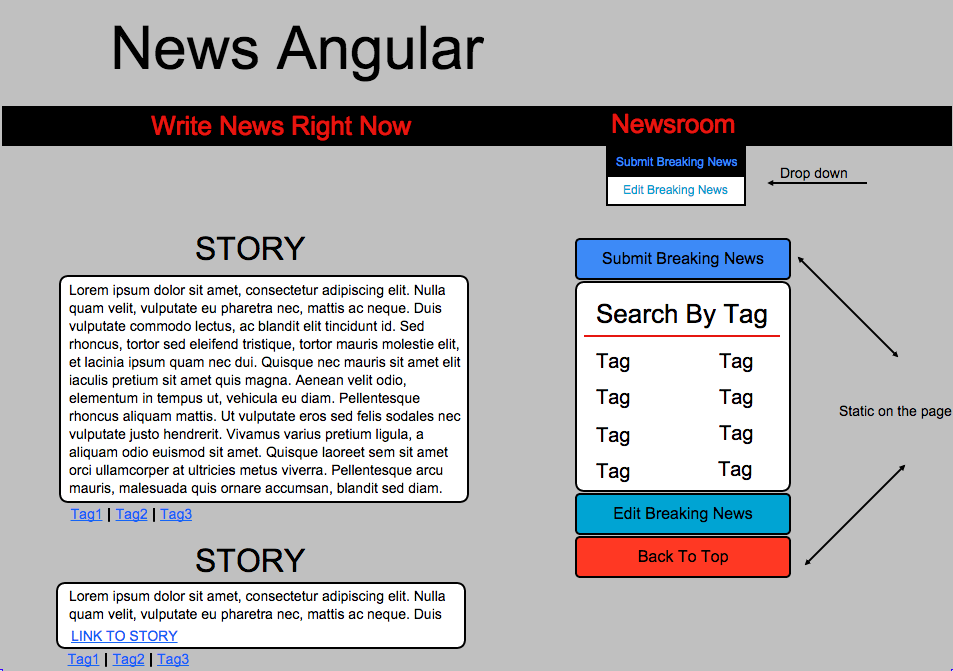 News Angular
Write News Right Now
Newsroom
Submit Breaking News
Edit Breaking News
Drop down
STORY
Lorem ipsum dolor sit amet, consectetur adipiscing elit. Nulla
quam velit, vulputate eu pharetra nec, mattis ac neque. Duis
vulputate commodo lectus, ac blandit elit tincidunt id. Sed
rhoncus, tortor sed eleifend tristique, tortor mauris molestie elit,
et lacinia ipsum quam nec dui. Quisque nec mauris sit amet elit
iaculis pretium sit amet quis magna. Aenean velit odio,
elementum in tempus ut, vehicula eu diam. Pellentesque
rhoncus aliquam mattis. Ut vulputate eros sed felis sodales nec
vulputate justo hendrerit. Vivamus varius pretium ligula, a
aliquam odio euismod sit amet. Quisque laoreet sem sit amet
orci ullamcorper at ultricies metus viverra. Pellentesque arcu
mauris, malesuada quis ornare accumsan, blandit sed diam.
Tag1 | Tag2 | Tag3
STORY
Lorem ipsum dolor sit amet, consectetur adipiscing elit. Nulla
quam velit, vulputate eu pharetra nec, mattis ac neque. Duis
LINK TO STORY
Tag1 | Tag2 | Tag3
Submit Breaking News
Search By Tag
Tag Tag
Tag Tag
Tag Tag
Tag Tag
Edit Breaking News
Back To Top
Static on the page